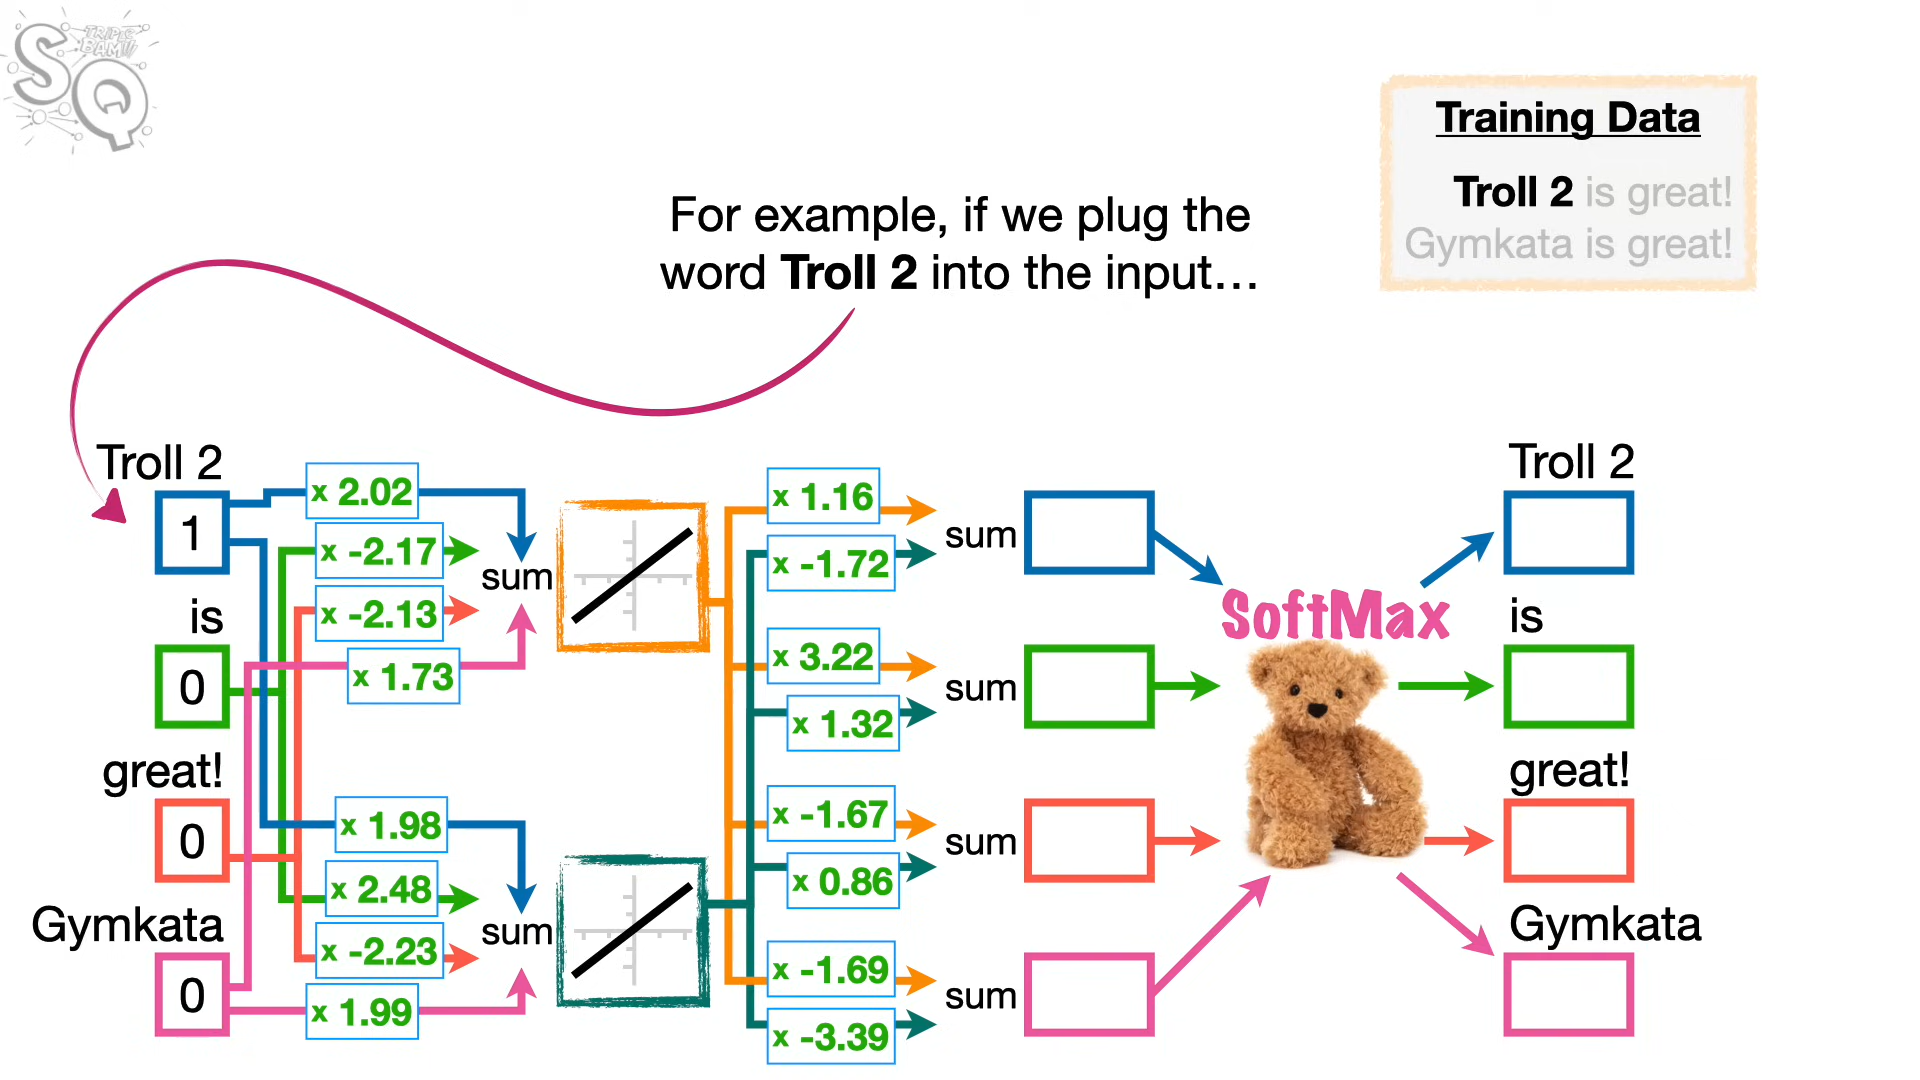 SQ
TRIPLE
BAM!!!
Training Data
Troll 2 is great!
Gymkata is great!
For example, if we plug the
word Troll 2 into the input…
Troll 2
1
is
0
great!
0
Gymkata
0
x 2.02
x -2.17
x -2.13
x 1.73
sum
x 1.98
x 2.48
x -2.23
x 1.99
sum
x 1.16
x -1.72
sum
x 3.22
x 1.32
sum
x -1.67
x 0.86
sum
x -1.69
x -3.39
sum
SoftMax
Troll 2
is
great!
Gymkata